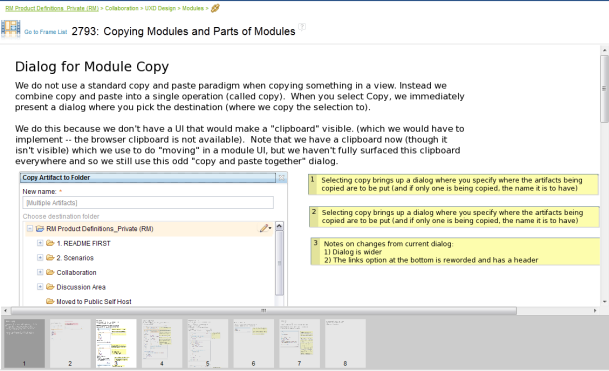 RM Product Definitions_Private (RM) > Collaboration > UXD Design > Modules >
Go to Frame List 2793: Copying Modules and Parts of Modules ?
Dialog for Module Copy
We do not use a standard copy and paste paradigm when copying something in a view. Instead we
combine copy and paste into a single operation (called copy). When you select Copy, we immediately
present a dialog where you pick the destination (where we copy the selection to).
We do this because we don't have a UI that would make a "clipboard" visible. (which we would have to
implement -- the browser clipboard is not available). Note that we have a clipboard now (though it
isn't visible) which we use to do "moving" in a module UI, but we haven't fully surfaced this clipboard
everywhere and so we still use this odd "copy and paste together" dialog.
Copy Artifact to Folder
New name: *
[Multiple Artifacts]
Choose destination folder
RM Product Definitions_Private (RM)
1. README FIRST
2. Scenarios
Collaboration
Discussion Area
Moved to Public Self Host
1 Selecting copy brings up a dialog where you specify where the artifacts being
copied are to be put (and if only one is being copied, the name it is to have)
2 Selecting copy brings up a dialog where you specify where the artifacts being
copied are to be put (and if only one is being copied, the name it is to have)
3 Notes on changes from current dialog:
1) Dialog is wider
2) The links option at the bottom is reworded and has a header
1 2 3 4 5 6 7 8